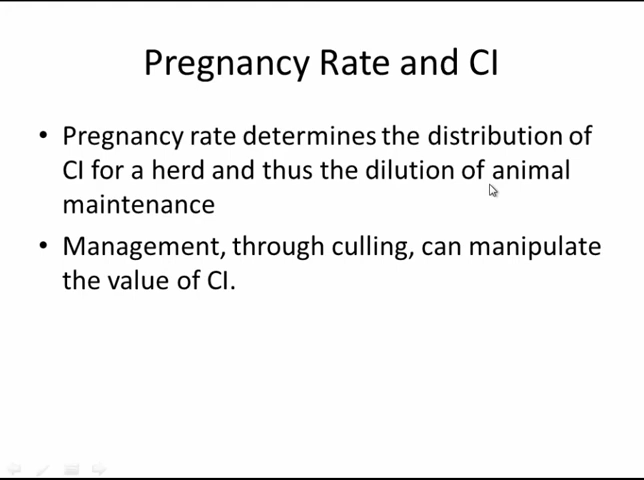 Pregnancy Rate and CI
• Pregnancy rate determines the distribution of
CI for a herd and thus the dilution of animal
maintenance
• Management, through culling, can manipulate
the value of CI.